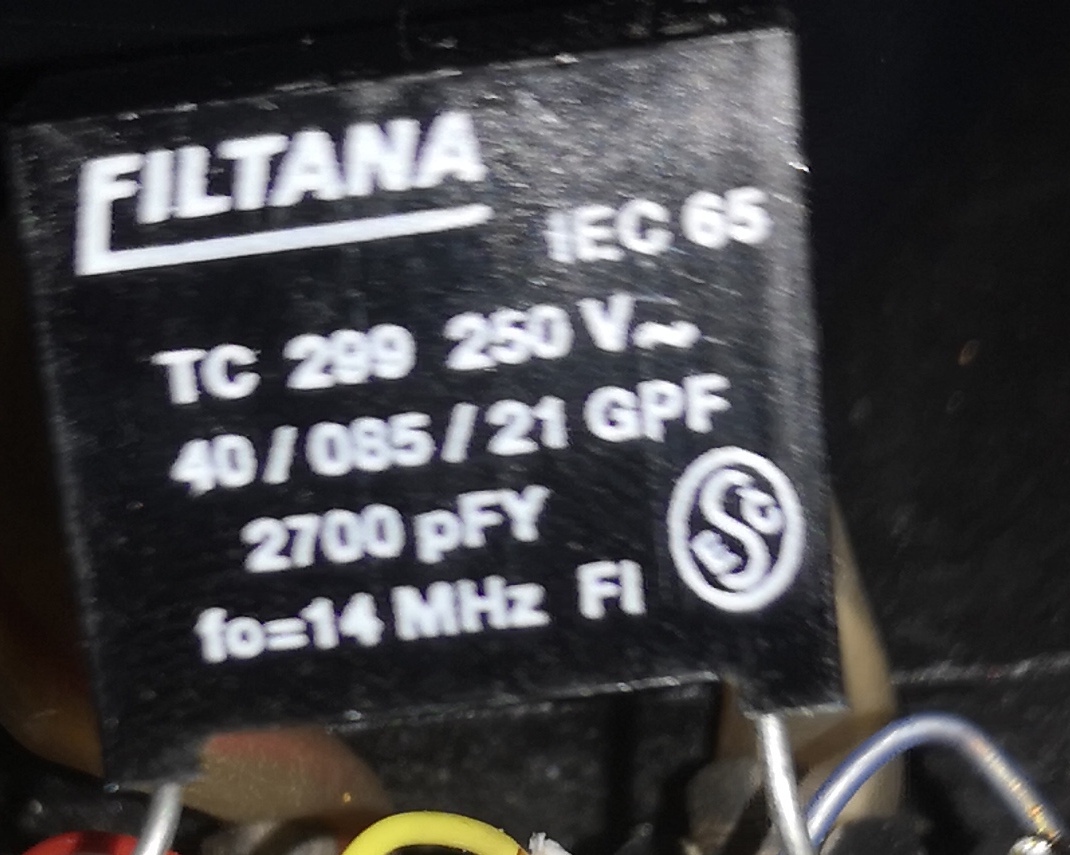 FILTANA
IEC 65
TC 299 250 V~
40/085/21 GPF
2700 pFY
fo=14 MHz FI